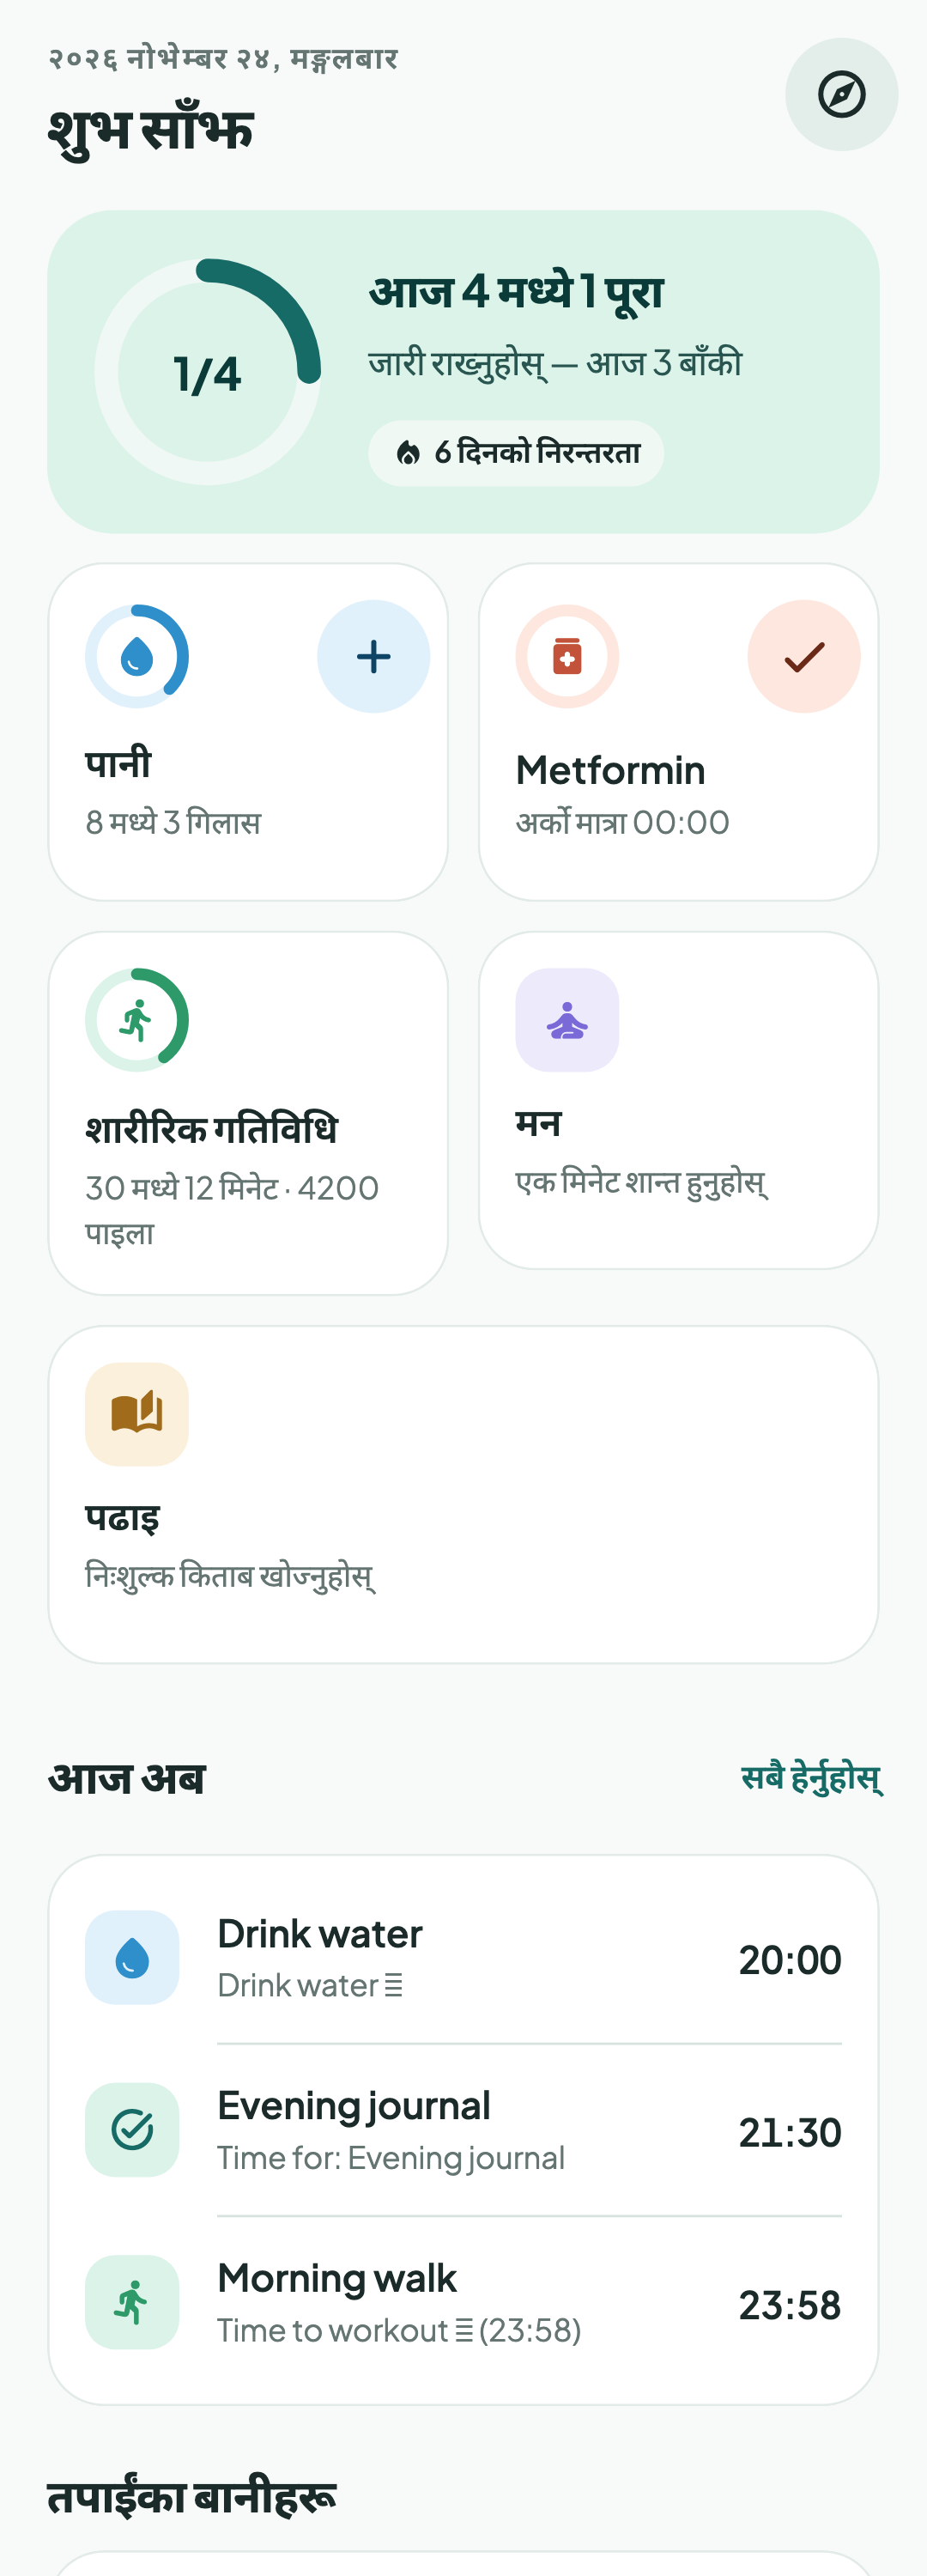 २०२६ नोभेम्बर २४, मङ्गलबार
शुभ साँझ
1/4
आज 4 मध्ये 1 पूरा
जारी राख्नुहोस् — आज 3 बाँकी
6 दिनको निरन्तरता
पानी
8 मध्ये 3 गिलास
Metformin
अर्को मात्रा 00:00
शारीरिक गतिविधि
30 मध्ये 12 मिनेट · 4200
पाइला
मन
एक मिनेट शान्त हुनुहोस्
पढाइ
निःशुल्क किताब खोज्नुहोस्
आज अब
सबै हेर्नुहोस्
Drink water
Drink water
20:00
Evening journal
Time for: Evening journal
21:30
Morning walk
Time to workout (23:58)
23:58
तपाईंका बानीहरू